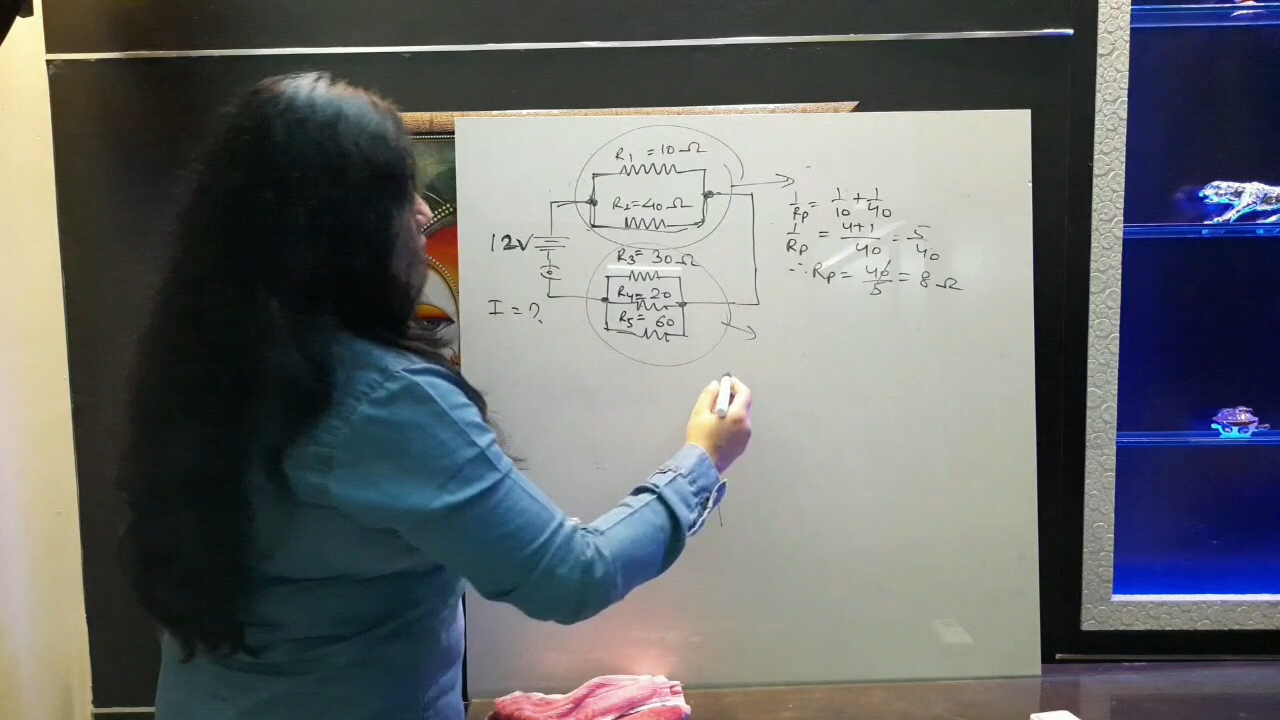 R1 = 10 Ω
R2 = 40 Ω
12V
R3 = 30 Ω
R4 = 20
R5 = 60
I = ?
1/Rp = 1/10 + 1/40
1/Rp = 4+1/40 = 5/40
∴ Rp = 40/5 = 8 Ω